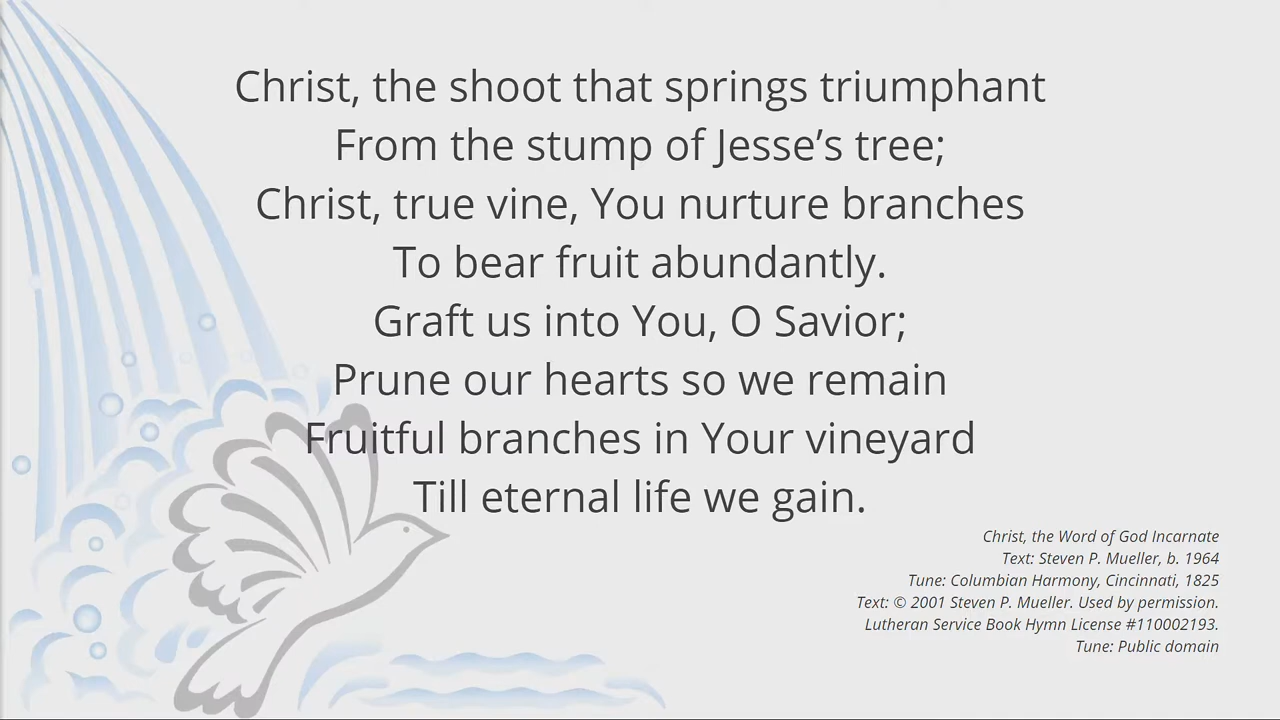 Christ, the shoot that springs triumphant
From the stump of Jesse’s tree;
Christ, true vine, You nurture branches
To bear fruit abundantly.
Graft us into You, O Savior;
Prune our hearts so we remain
Fruitful branches in Your vineyard
Till eternal life we gain.
Christ, the Word of God Incarnate
Text: Steven P. Mueller, b. 1964
Tune: Columbian Harmony, Cincinnati, 1825
Text: © 2001 Steven P. Mueller. Used by permission.
Lutheran Service Book Hymn License #110002193.
Tune: Public domain